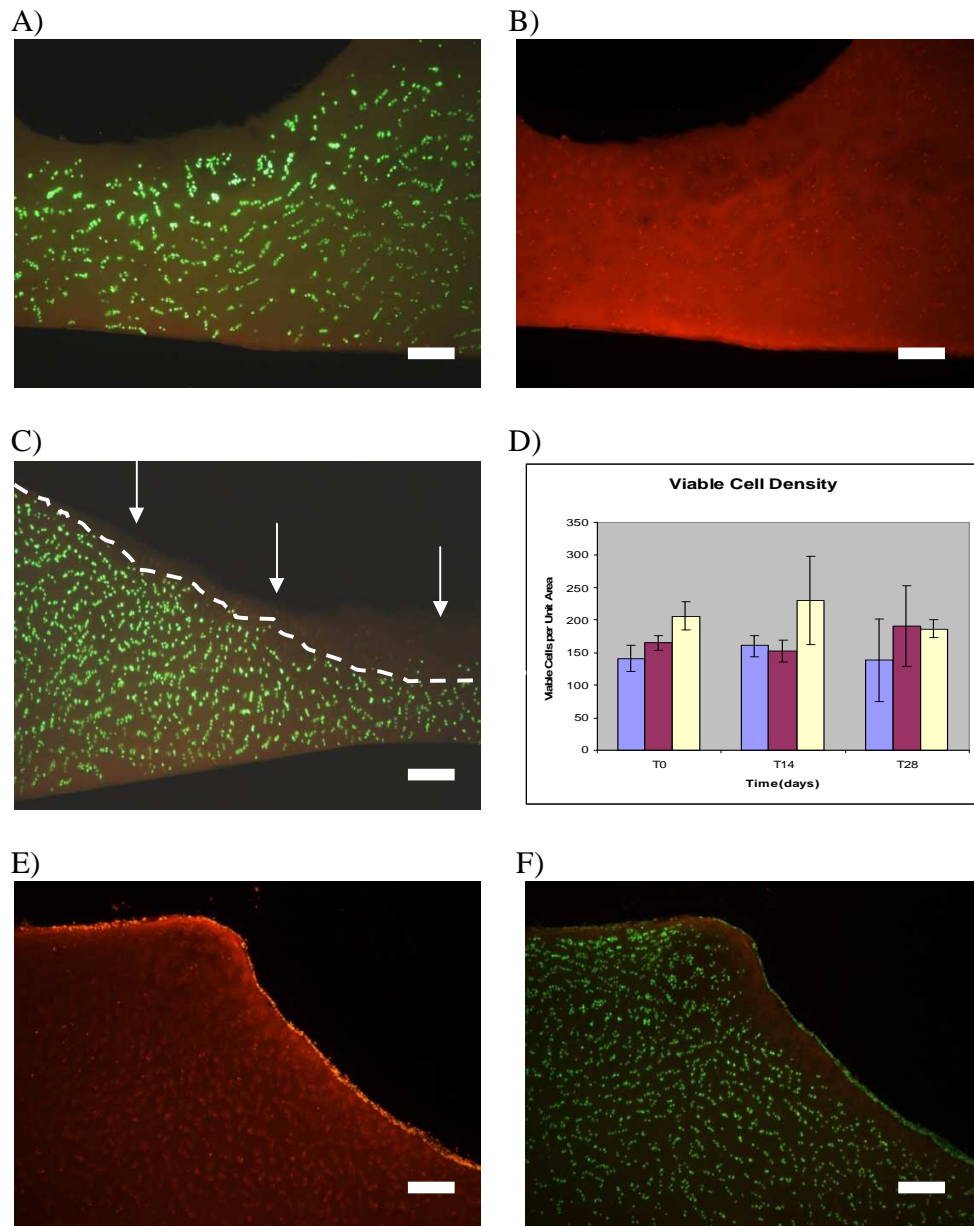 A)
B)
C)
D)
Viable Cell Density
Viable Cells per Unit Area
350
300
250
200
150
100
50
0
T0
T14
T28
Time(days)
E)
F)